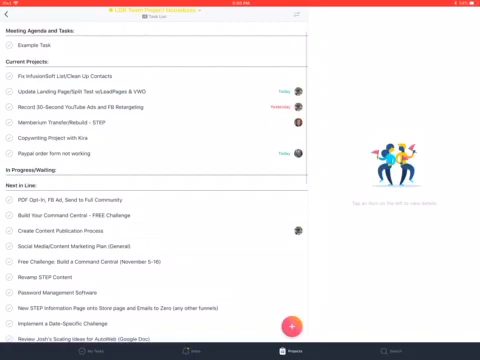 iPad
5:00 PM
54%
LGR Team Project
Task List
Meeting Agenda and Tasks:
Example Task
Current Projects:
Fix InfusionSoft List/Clean Up Contacts
Update Landing Page/Split Test w/LeadPages & VWO Today
Record 30-Second YouTube Ads and FB Retargeting Yesterday
Memberium Transfer/Rebuild - STEP
Copywriting Project with Kira
Paypal order form not working Today
In Progress/Waiting:
Next in Line:
PDF Opt-In, FB Ad, Send to Full Community
Build Your Command Central - FREE Challenge
Create Content Publication Process
Social Media/Content Marketing Plan (General)
Free Challenge: Build a Command Central (November 5-16)
Revamp STEP Content
Password Management Software
New STEP Information Page onto Store page and Emails to Zero (any other funnels)
Implement a Date-Specific Challenge
Review Josh's Scaling Ideas for AutoWeb (Google Doc)
Tap an item on the left to view details
My Tasks
Inbox
Projects
Search